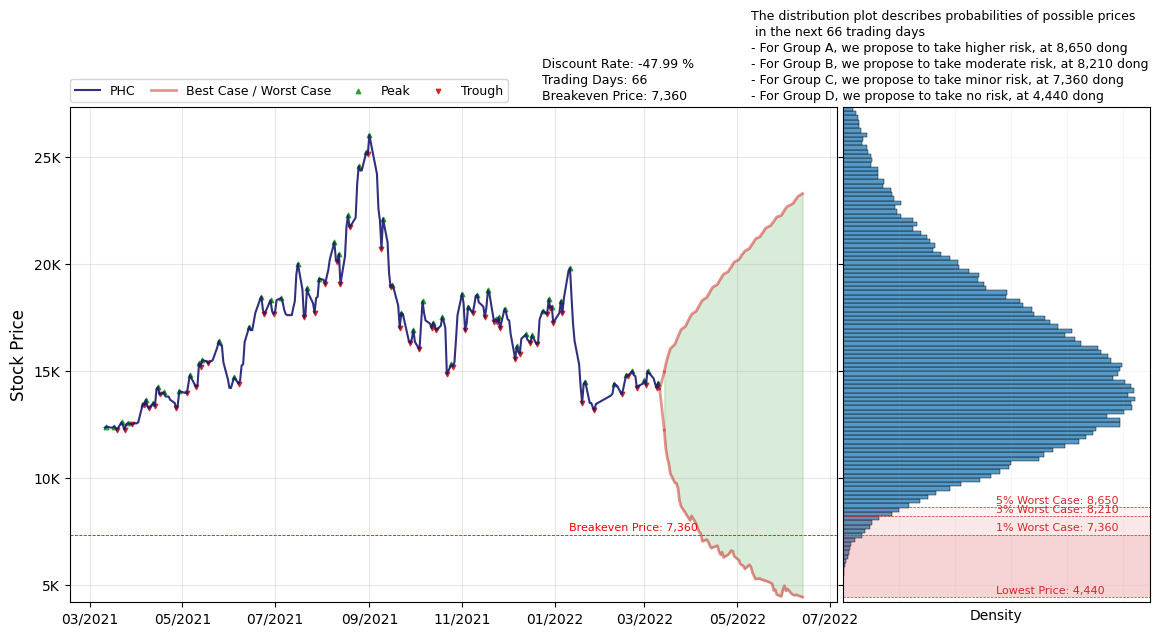 The distribution plot describes probabilities of possible prices
in the next 66 trading days
- For Group A, we propose to take higher risk, at 8,650 dong
- For Group B, we propose to take moderate risk, at 8,210 dong
- For Group C, we propose to take minor risk, at 7,360 dong
- For Group D, we propose to take no risk, at 4,440 dong
Discount Rate: -47.99 %
Trading Days: 66
Breakeven Price: 7,360
PHC
Best Case / Worst Case
Peak
Trough
Stock Price
25K
20K
15K
10K
5K
Breakeven Price: 7,360
03/2021
05/2021
07/2021
09/2021
11/2021
01/2022
03/2022
05/2022
07/2022
5% Worst Case: 8,650
3% Worst Case: 8,210
1% Worst Case: 7,360
Lowest Price: 4,440
Density